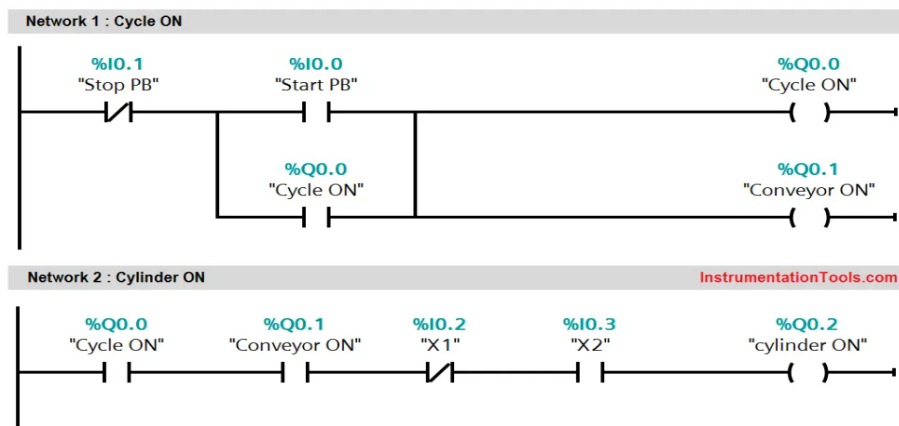 Network 1 : Cycle ON
%I0.1 %I0.0 %Q0.0
"Stop PB" "Start PB" "Cycle ON"
%Q0.0 %Q0.1
"Cycle ON" "Conveyor ON"
Network 2 : Cylinder ON InstrumentationTools.com
%Q0.0 %Q0.1 %I0.2 %I0.3 %Q0.2
"Cycle ON" "Conveyor ON" "X1" "X2" "cylinder ON"